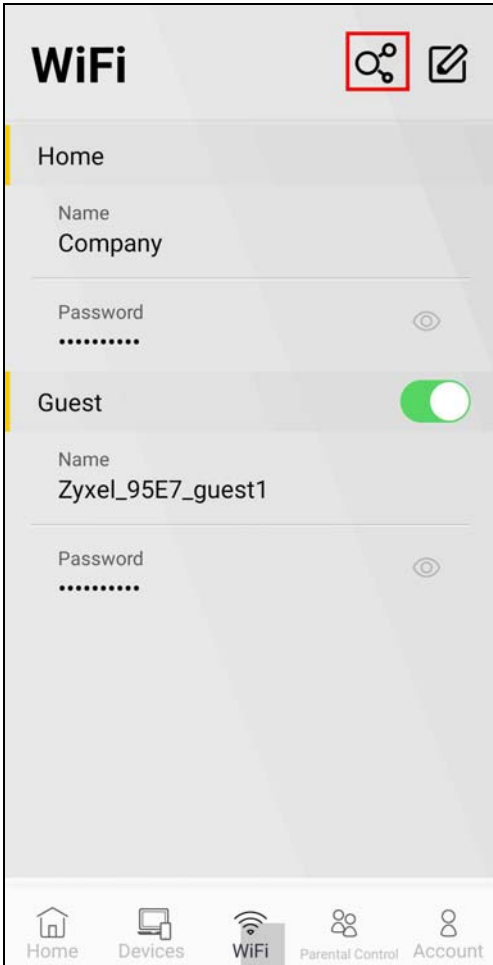 WiFi
Home
Name
Company
Password
••••••••••
Guest
Name
Zyxel_95E7_guest1
Password
••••••••••
Home Devices WiFi Parental Control Account